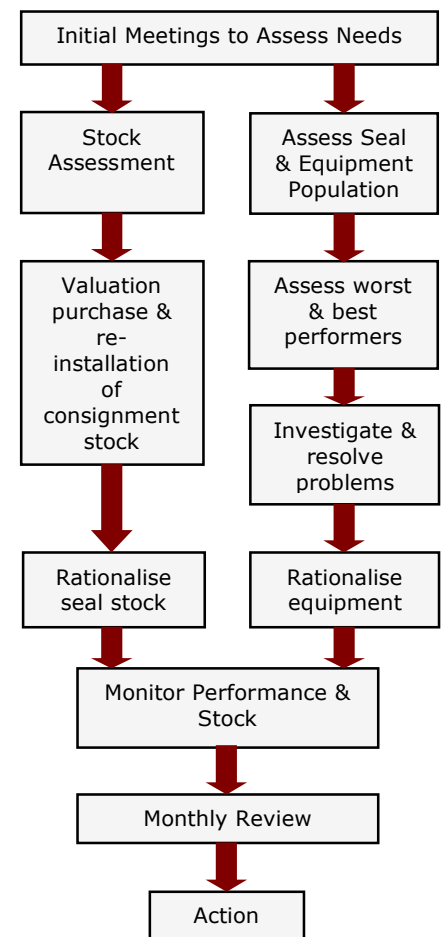 Initial Meetings to Assess Needs
Stock
Assessment
Assess Seal
& Equipment
Population
Valuation
purchase &
re-
installation
of
consignment
stock
Assess worst
& best
performers
Investigate &
resolve
problems
Rationalise
seal stock
Rationalise
equipment
Monitor Performance &
Stock
Monthly Review
Action